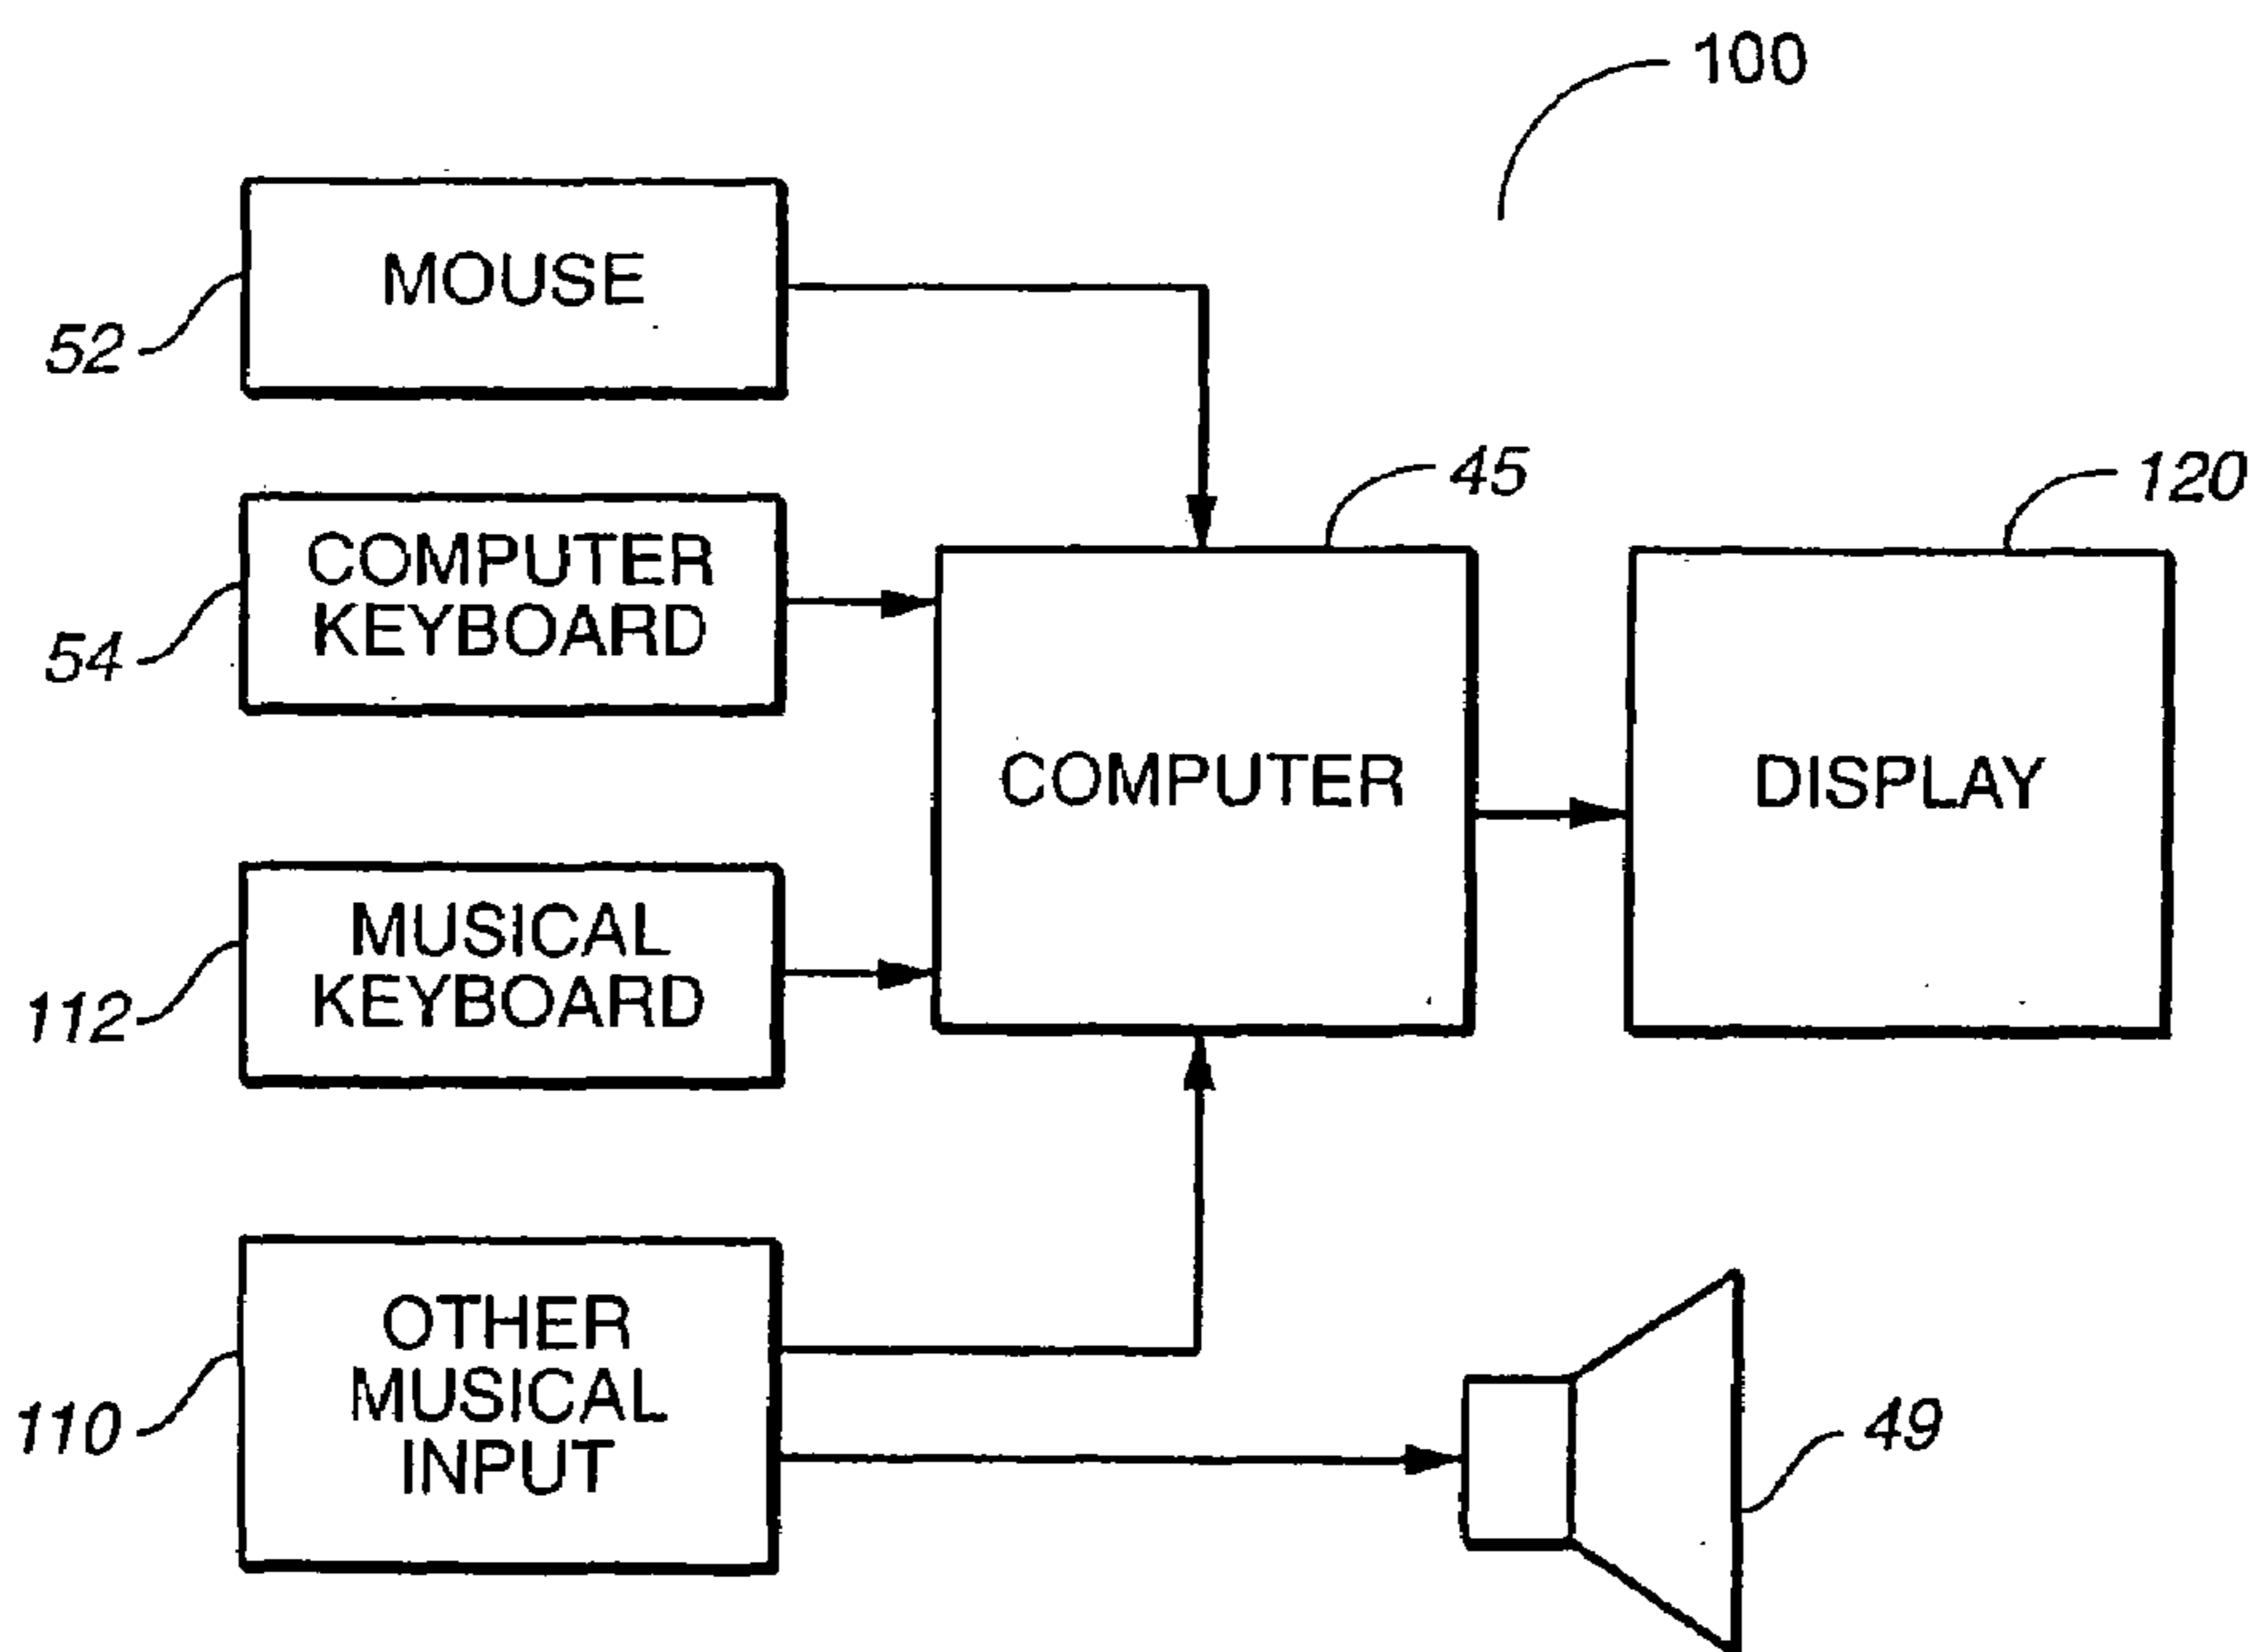 100
MOUSE
52
COMPUTER
KEYBOARD
54
45
120
COMPUTER
DISPLAY
MUSICAL
KEYBOARD
112
OTHER
MUSICAL
INPUT
110
49